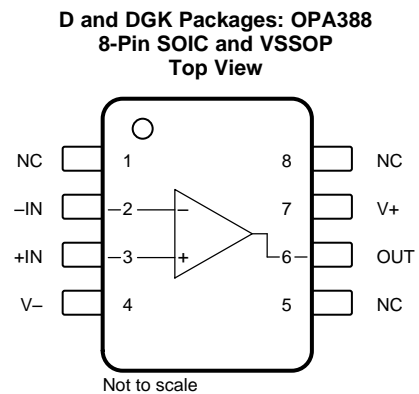 D and DGK Packages: OPA388
8-Pin SOIC and VSSOP
Top View
NC 1 8 NC
–IN 2 – 7 V+
+IN 3 + 6 OUT
V– 4 5 NC
Not to scale